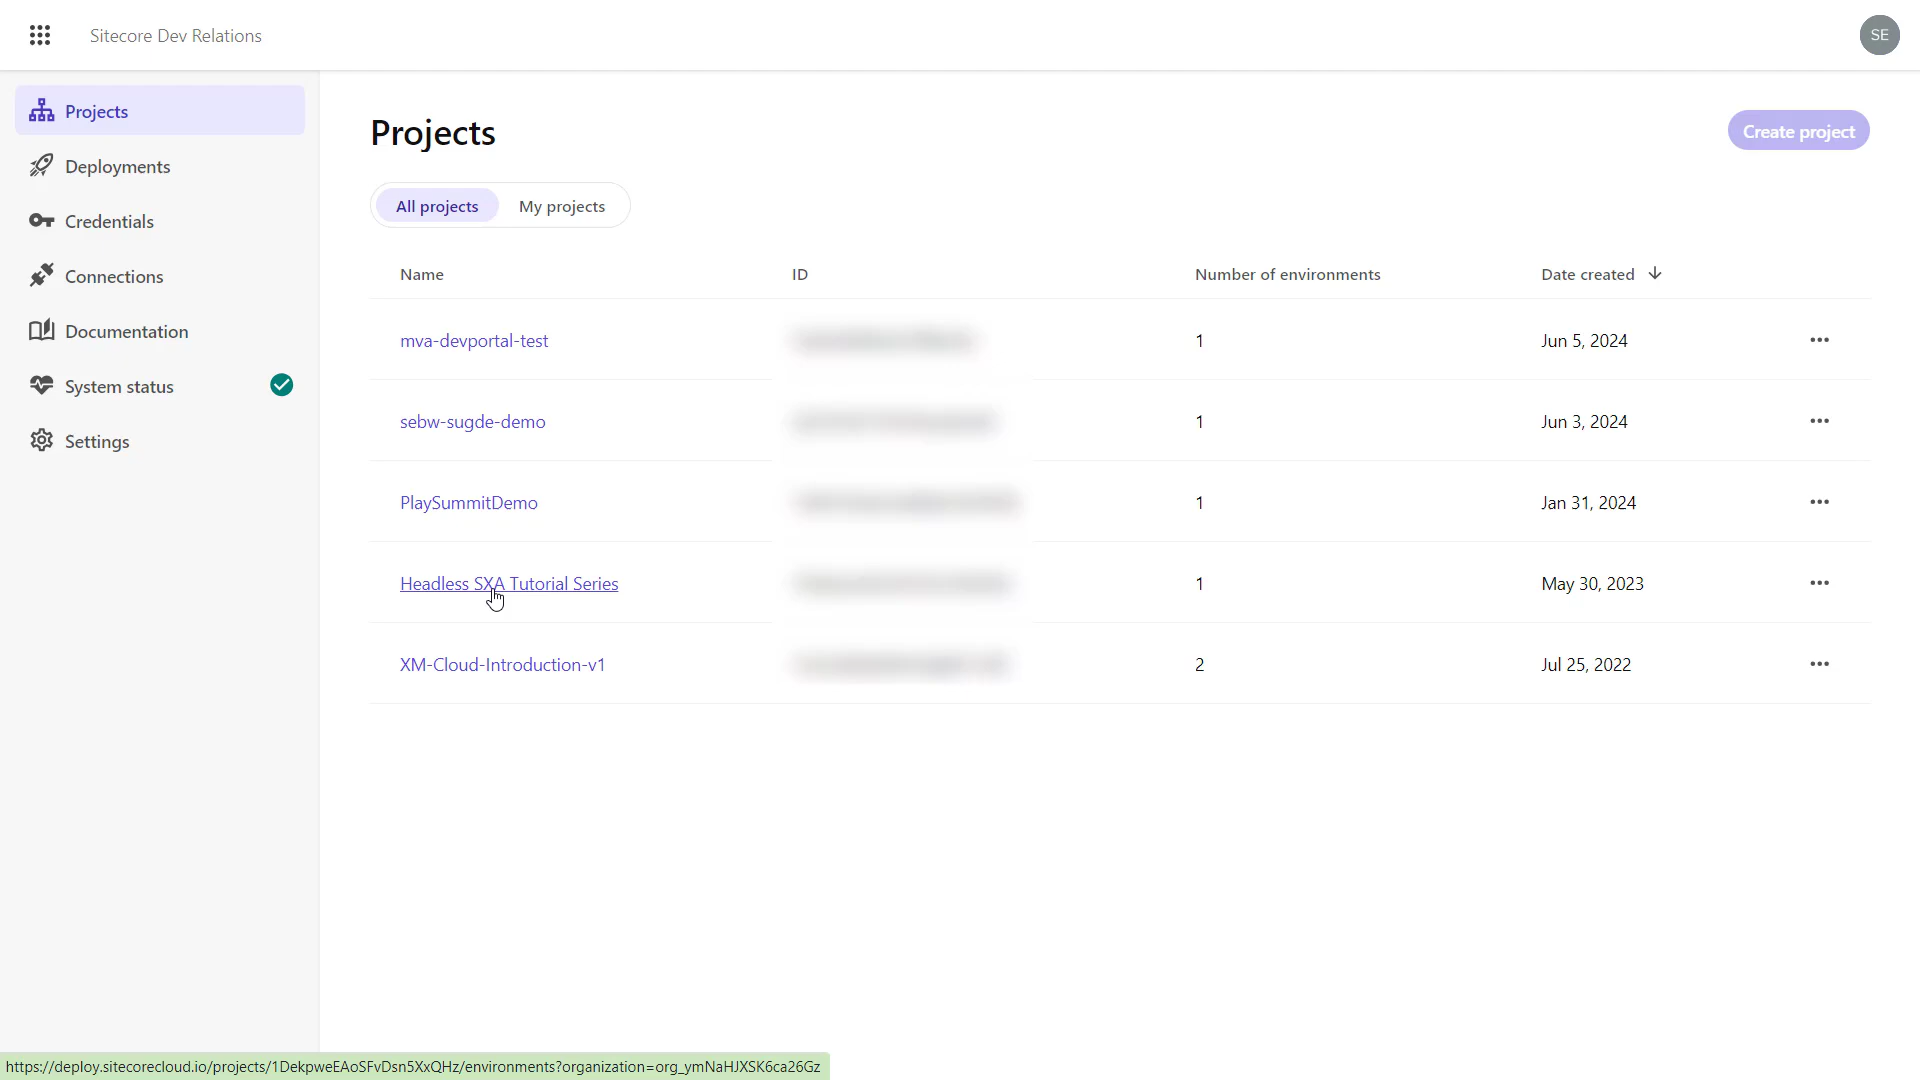 Sitecore Dev Relations
SE
Projects
Deployments
Credentials
Connections
Documentation
System status
Settings
Projects
Create project
All projects
My projects
Name ID Number of environments Date created
mva-devportal-test 1 Jun 5, 2024
sebw-sugde-demo 1 Jun 3, 2024
PlaySummitDemo 1 Jan 31, 2024
Headless SXA Tutorial Series 1 May 30, 2023
XM-Cloud-Introduction-v1 2 Jul 25, 2022
https://deploy.sitecorecloud.io/projects/1DekpweEAoSFvDsn5XxQHz/environments?organization=org_ymNaHJXSK6ca26Gz